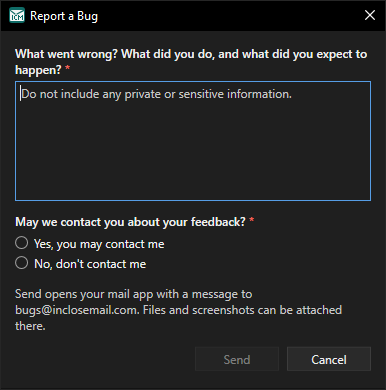 Report a Bug
What went wrong? What did you do, and what did you expect to
happen? *
Do not include any private or sensitive information.
May we contact you about your feedback? *
Yes, you may contact me
No, don't contact me
Send opens your mail app with a message to
bugs@inclosemail.com. Files and screenshots can be attached
there.
Send
Cancel